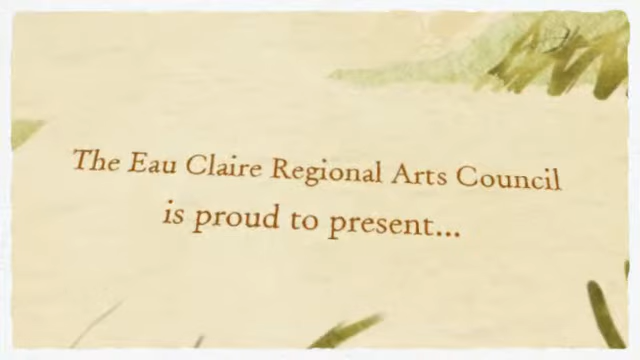 The Eau Claire Regional Arts Council
is proud to present...